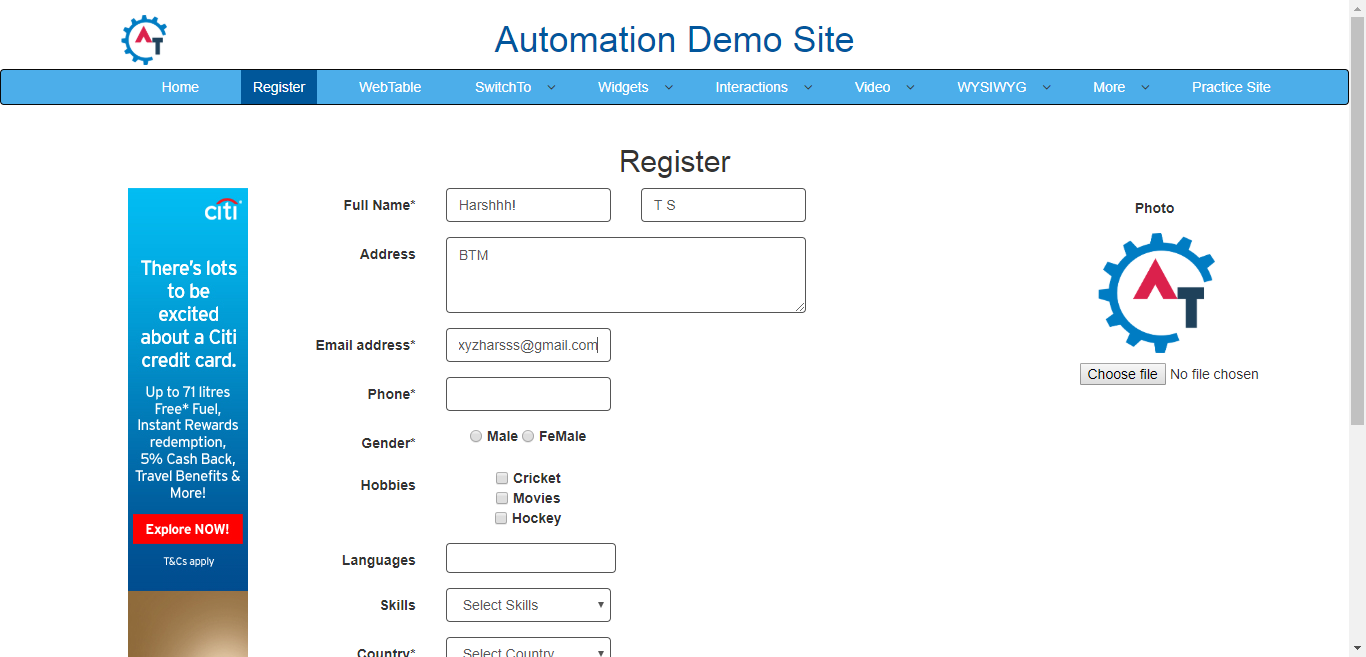 AT
Automation Demo Site
Home Register WebTable SwitchTo Widgets Interactions Video WYSIWYG More Practice Site
Register
citi
There's lots
to be
excited
about a Citi
credit card.
Up to 71 litres
Free* Fuel,
Instant Rewards
redemption,
5% Cash Back,
Travel Benefits &
More!
Explore NOW!
T&Cs apply
Full Name* Harshhh! T S
Address BTM
Email address* xyzharsss@gmail.com
Phone*
Gender* Male FeMale
Hobbies Cricket
Movies
Hockey
Languages
Skills Select Skills
Country* Select Country
Photo
AT
Choose file No file chosen